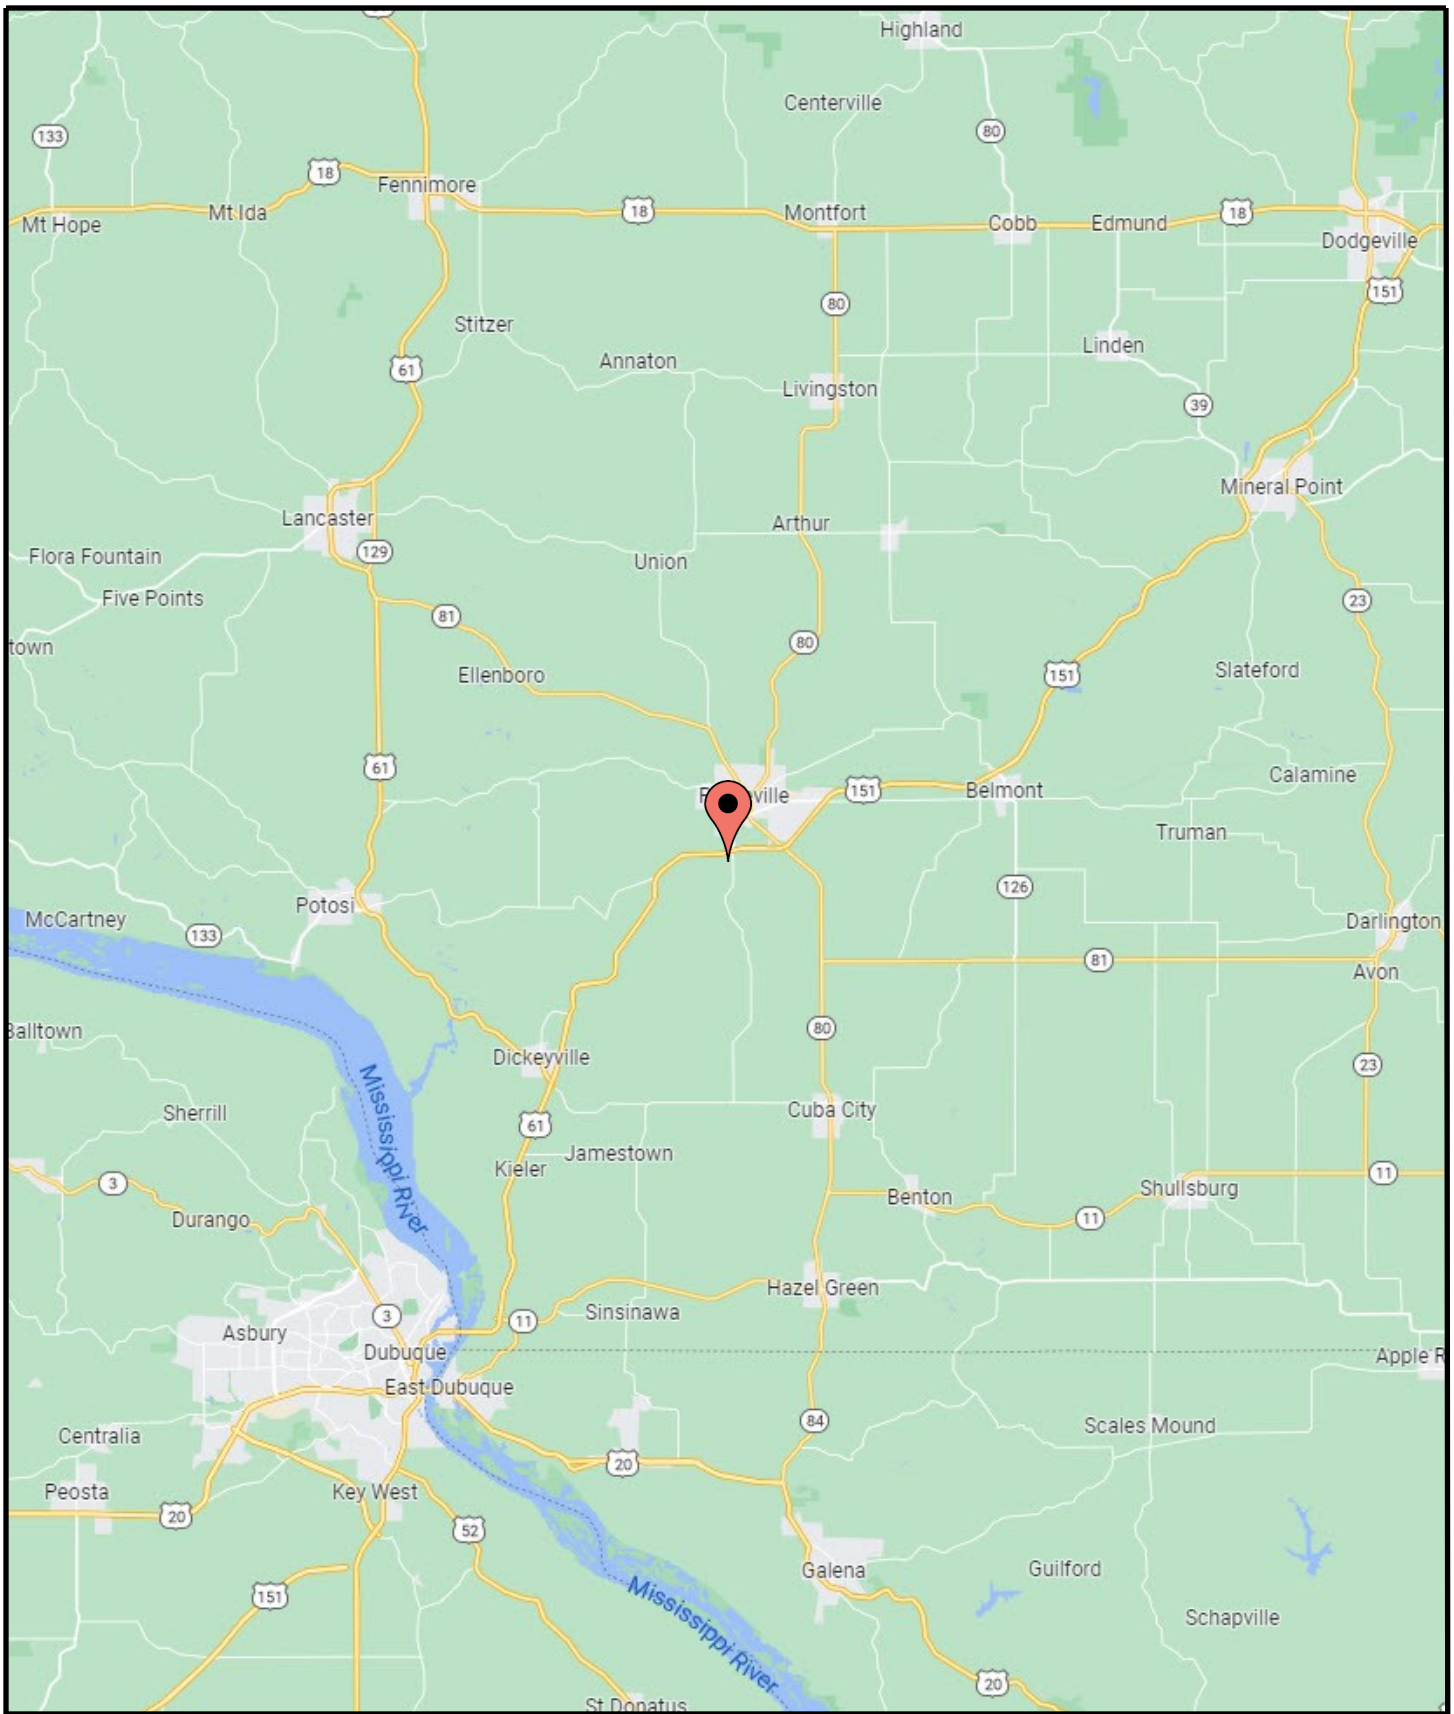 Highland
Centerville
80
133
18
Fennimore
Mt Ida
Mt Hope
18
Montfort
Cobb
Edmund
18
Dodgeville
151
80
Stitzer
Annaton
61
Linden
Livingston
39
Mineral Point
Lancaster
Arthur
129
Flora Fountain
Union
Five Points
23
81
80
town
Ellenboro
151
Slateford
61
Calamine
ville
151
Belmont
Truman
126
Potosi
McCartney
133
Darlington
81
Avon
Balltown
80
Dickeyville
23
Mississippi River
Sherrill
Cuba City
61
Jamestown
Kieler
3
11
Benton
Shullsburg
Durango
11
Hazel Green
3
11
Sinsinawa
Asbury
Dubuque
Apple R
East Dubuque
84
Scales Mound
Centralia
20
Peosta
Key West
20
52
Galena
Guilford
151
Mississippi River
Schapville
20
St Donatus